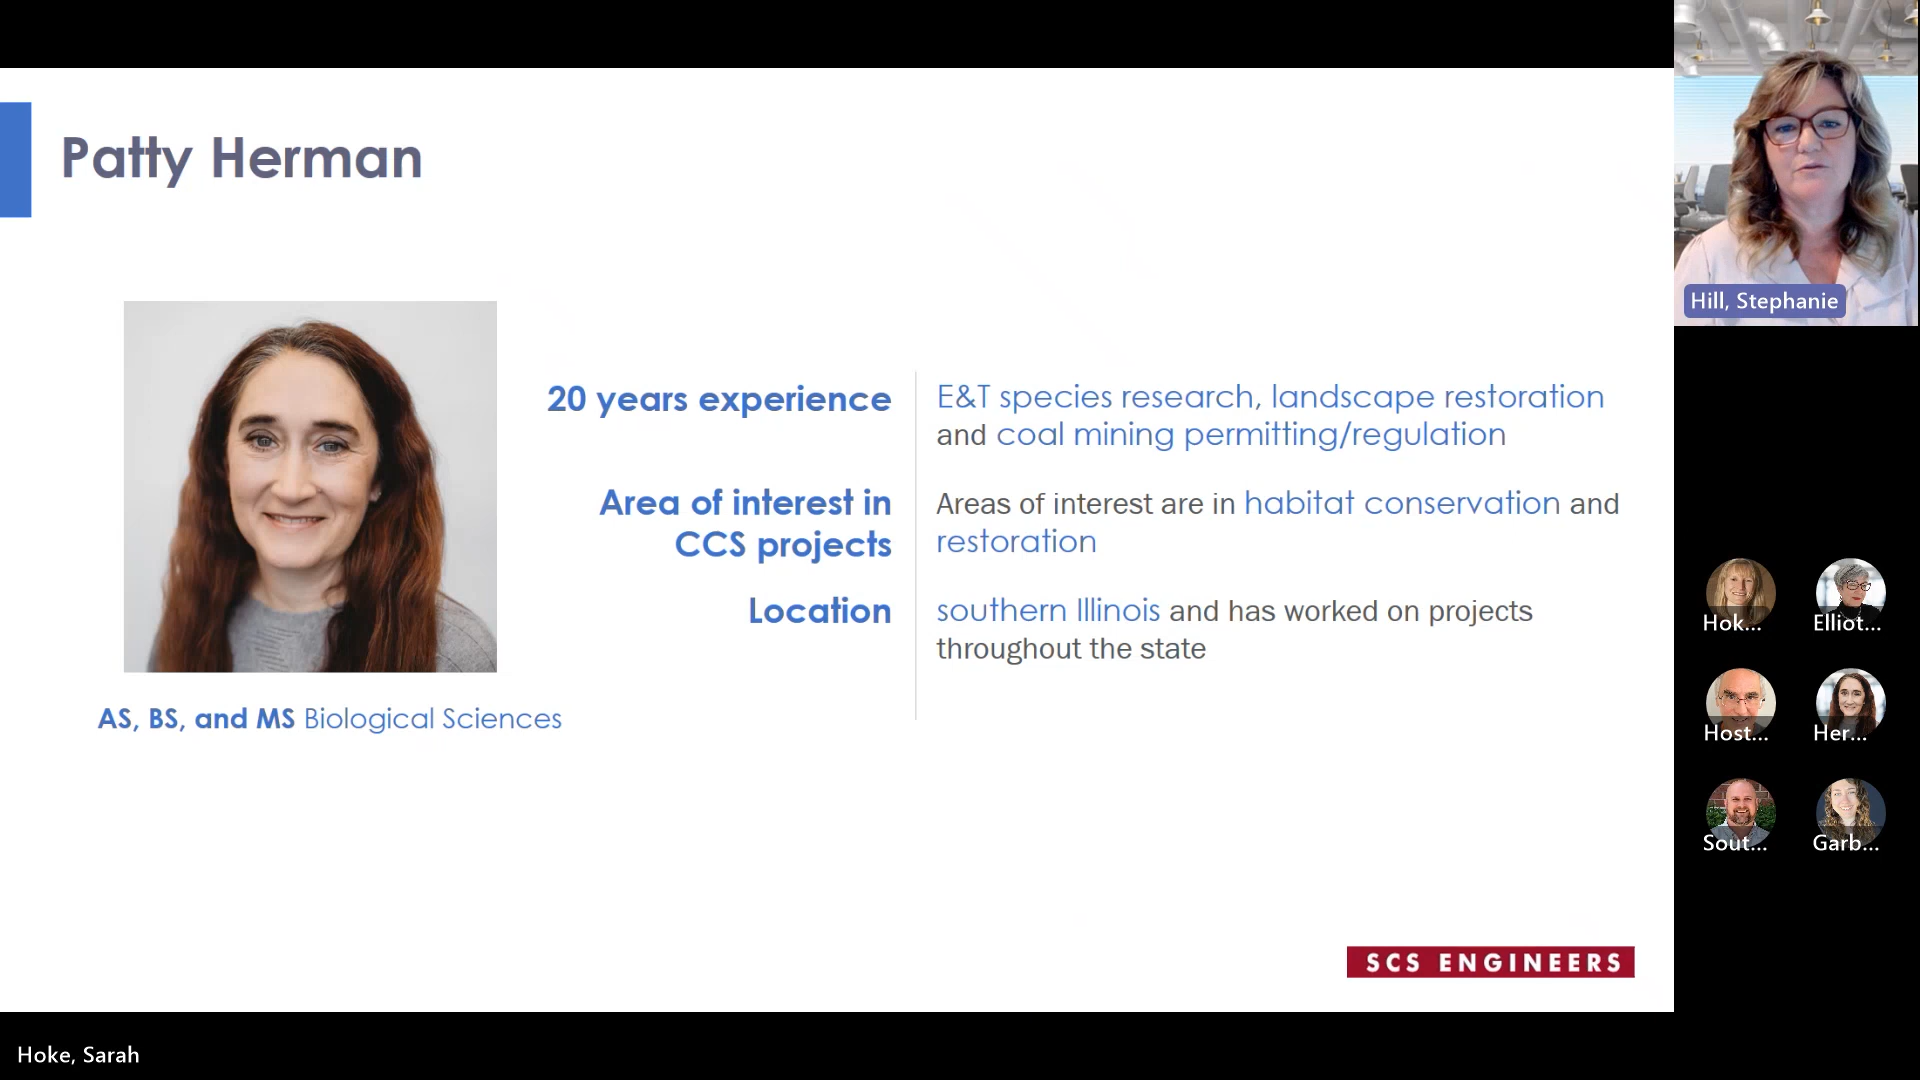 Patty Herman
20 years experience
E&T species research, landscape restoration
and coal mining permitting/regulation
Area of interest in
CCS projects
Areas of interest are in habitat conservation and
restoration
Location
southern Illinois and has worked on projects
throughout the state
AS, BS, and MS Biological Sciences
SCS ENGINEERS
Hill, Stephanie
Hok...
Elliot...
Host...
Her...
Sout...
Garb...
Hoke, Sarah